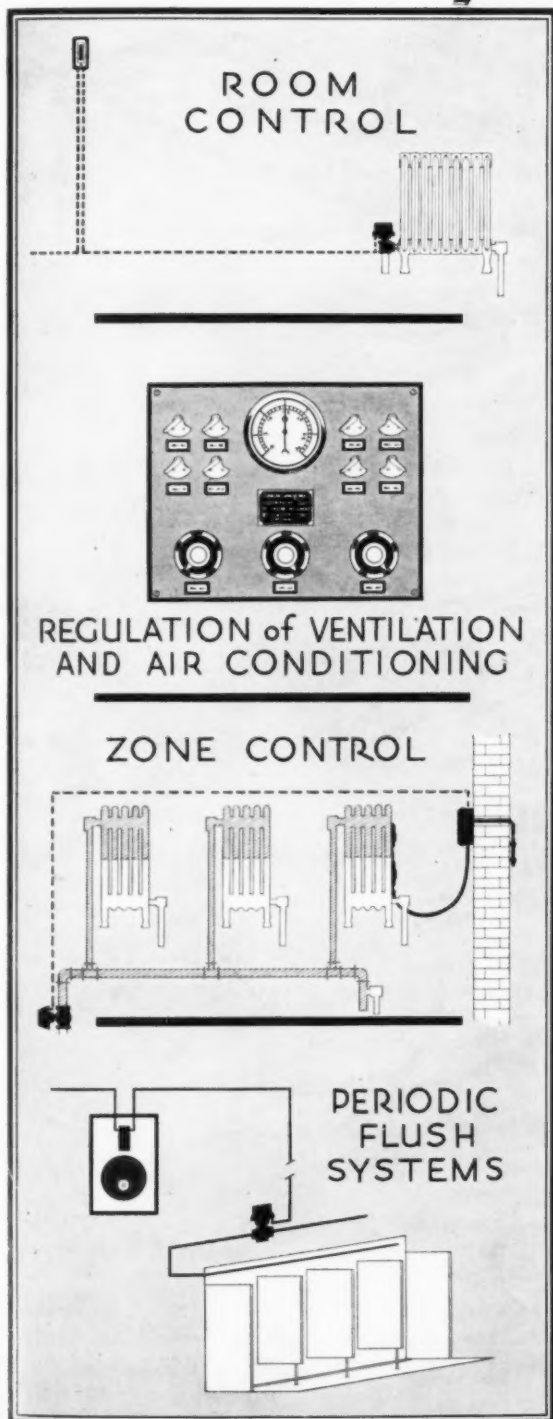 ROOM
CONTROL
REGULATION of VENTILATION
AND AIR CONDITIONING
ZONE CONTROL
PERIODIC
FLUSH
SYSTEMS